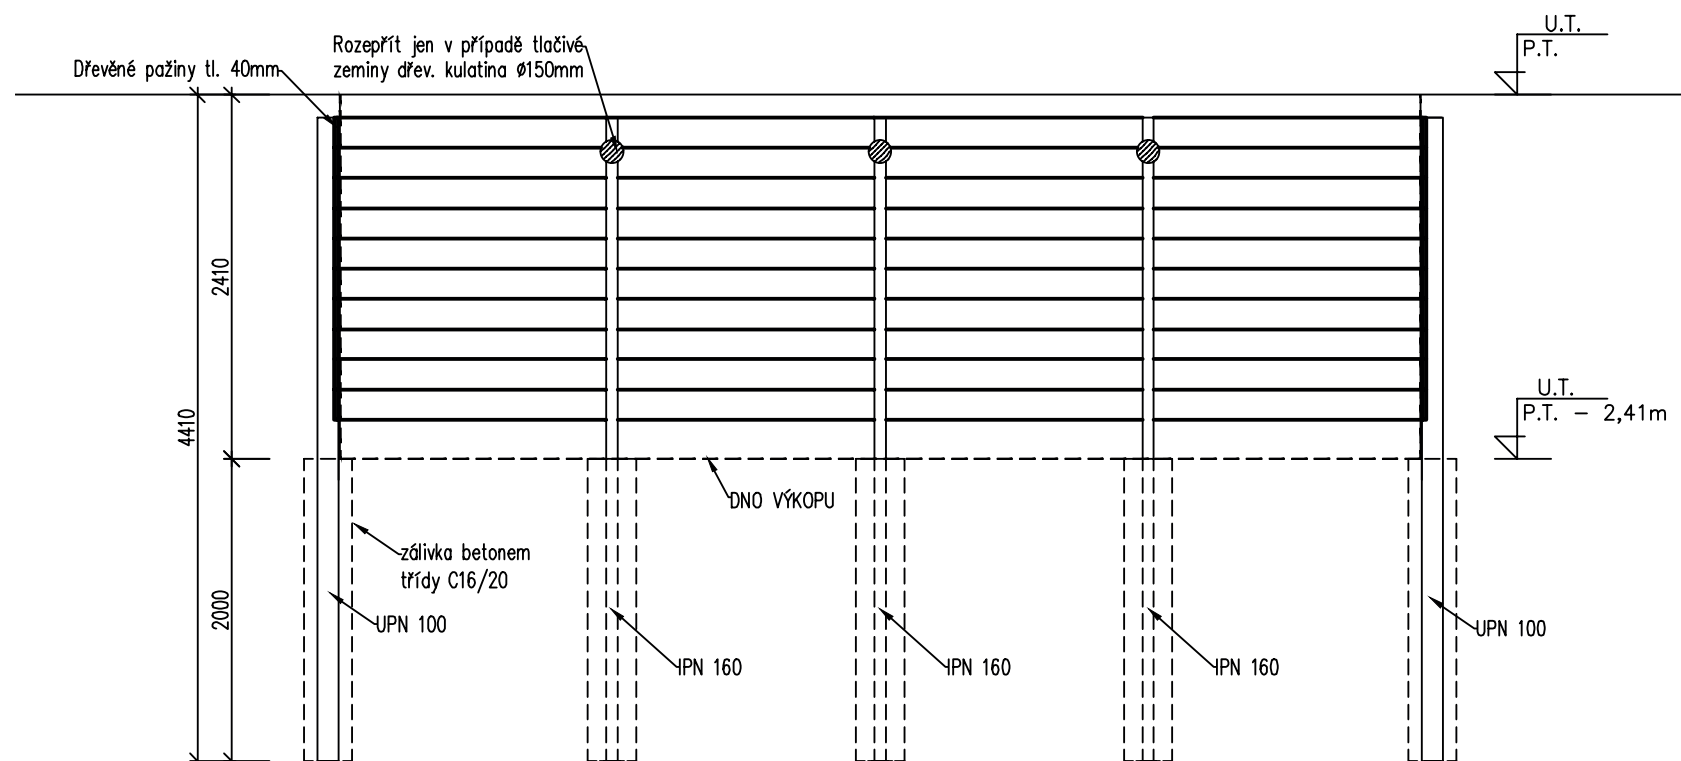 U.T.
P.T.
Rozepřít jen v případě tlačivé
zeminy dřev. kulatina ø150mm
Dřevěné pažiny tl. 40mm
2410
4410
2000
U.T.
P.T. - 2,41m
DNO VÝKOPU
zálivka betonem
třídy C16/20
UPN 100
IPN 160
IPN 160
IPN 160
UPN 100